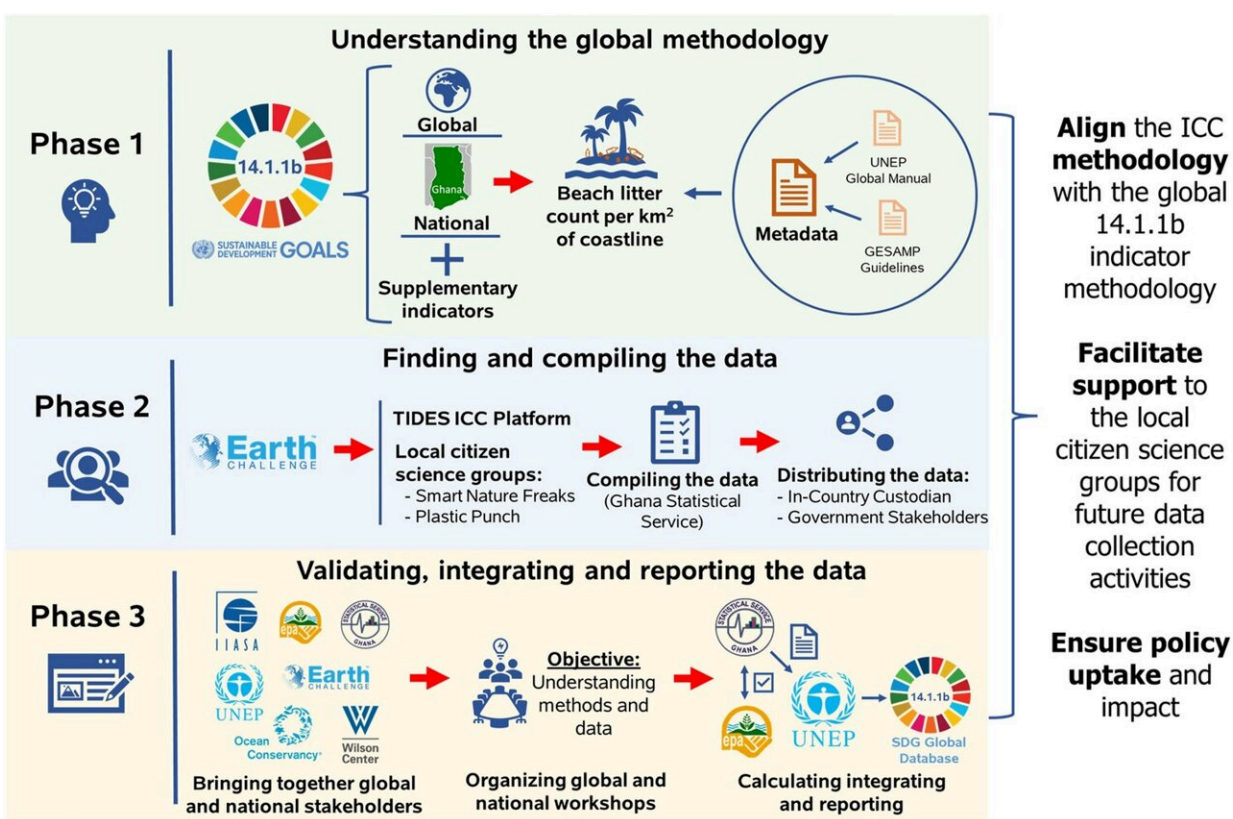 Understanding the global methodology
Phase 1
14.1.1b
SUSTAINABLE
DEVELOPMENT
GOALS
Global
Ghana
National
Supplementary
indicators
Beach litter
count per km²
of coastline
Metadata
UNEP
Global Manual
GESAMP
Guidelines
Finding and compiling the data
Phase 2
Earth
CHALLENGE
TIDES ICC Platform
Local citizen
science groups:
- Smart Nature Freaks
- Plastic Punch
Compiling the data
(Ghana Statistical
Service)
Distributing the data:
- In-Country Custodian
- Government Stakeholders
Validating, integrating and reporting the data
Phase 3
IIASA
epa
STATISTICAL SERVICE
GHANA
UNEP
Earth
CHALLENGE
Ocean
Conservancy
Wilson
Center
Bringing together global
and national stakeholders
Objective:
Understanding
methods and
data
Organizing global and
national workshops
STATISTICAL SERVICE
GHANA
epa
UNEP
14.1.1b
SDG Global
Database
Calculating integrating
and reporting
Align the ICC
methodology
with the global
14.1.1b
indicator
methodology
Facilitate
support to
the local
citizen science
groups for
future data
collection
activities
Ensure policy
uptake and
impact